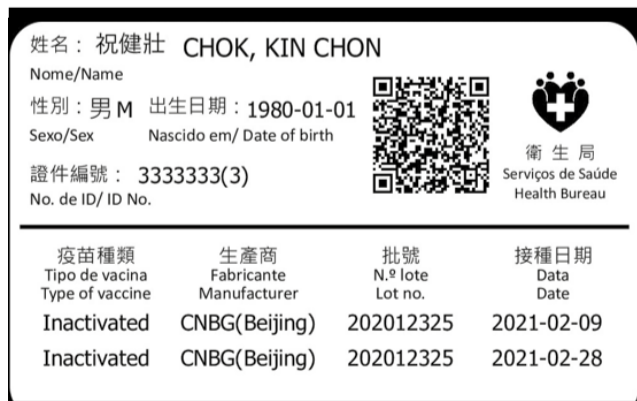 姓名：祝健壯 CHOK, KIN CHON
Nome/Name
性別：男M 出生日期：1980-01-01
Sexo/Sex Nascido em/ Date of birth
證件編號： 3333333(3)
No. de ID/ ID No.
衛生局
Serviços de Saúde
Health Bureau
疫苗種類 生產商 批號 接種日期
Tipo de vacina Fabricante N.º lote Data
Type of vaccine Manufacturer Lot no. Date
Inactivated CNBG(Beijing) 202012325 2021-02-09
Inactivated CNBG(Beijing) 202012325 2021-02-28